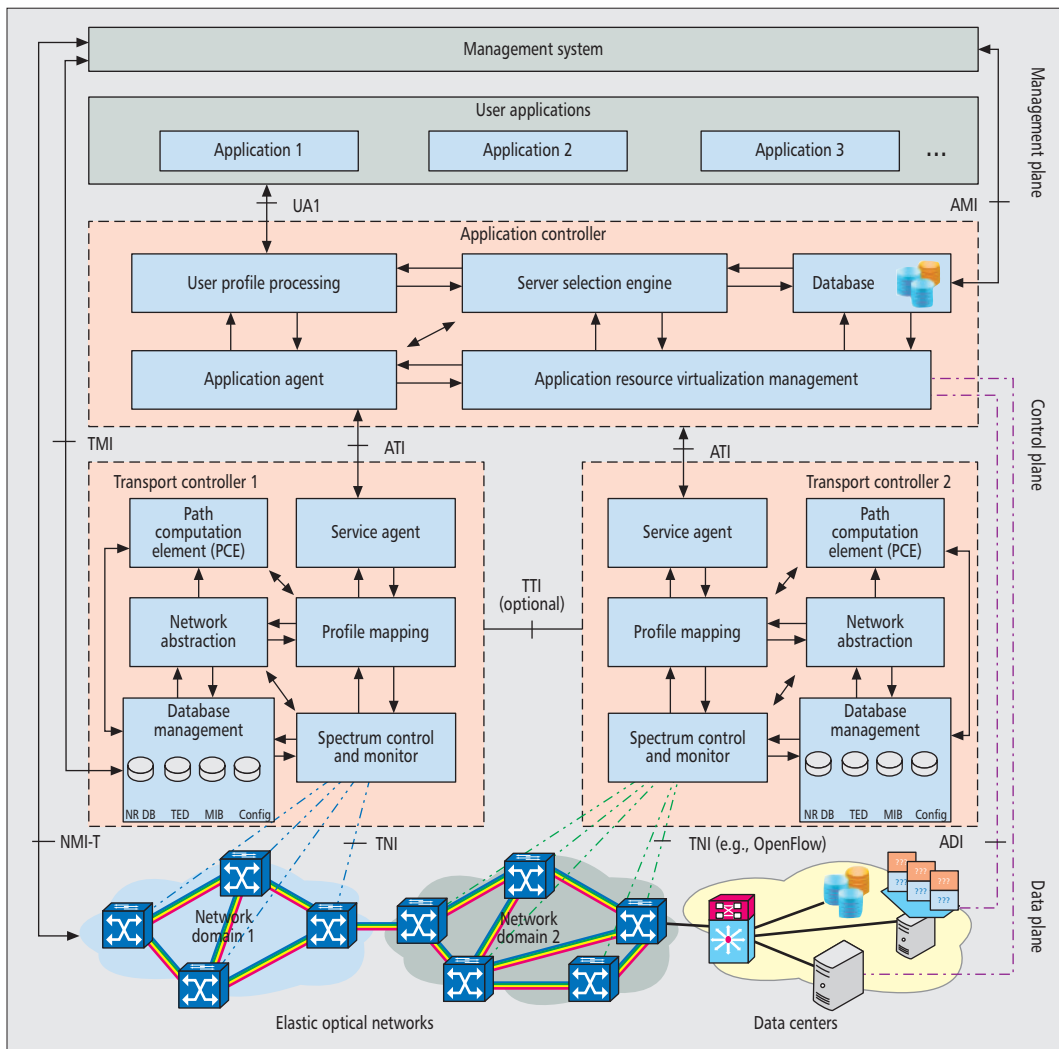 Management system
User applications
Application 1
Application 2
Application 3
...
Management plane
UA1
AMI
Application controller
User profile processing
Server selection engine
Database
Application agent
Application resource virtualization management
Control plane
TMI
ATI
ATI
Transport controller 1
Path
computation
element (PCE)
Service agent
Network
abstraction
Profile mapping
Database
management
Spectrum control
and monitor
NR DB
TED
MIB
Config
TTI
(optional)
Transport controller 2
Service agent
Path
computation
element (PCE)
Profile mapping
Network
abstraction
Spectrum control
and monitor
Database
management
NR DB
TED
MIB
Config
NMI-T
TNI
TNI (e.g., OpenFlow)
ADI
Data plane
???
???
???
???
???
???
Network
domain 1
Network
domain 2
Elastic optical networks
Data centers